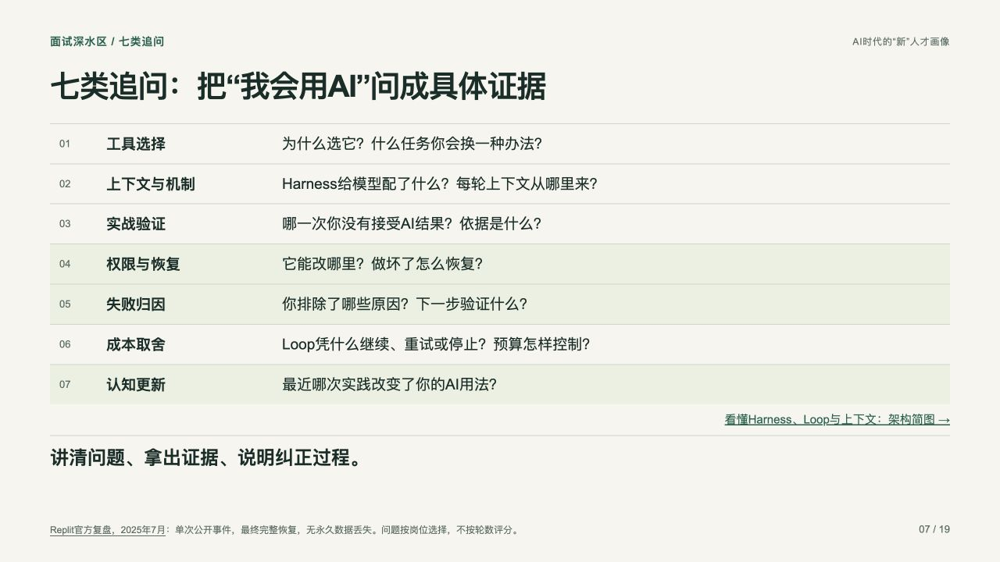 面试深水区 / 七类追问
AI时代的“新”人才画像
七类追问：把“我会用AI”问成具体证据
01 工具选择 为什么选它？什么任务你会换一种办法？
02 上下文与机制 Harness给模型配了什么？每轮上下文从哪里来？
03 实战验证 哪一次你没有接受AI结果？依据是什么？
04 权限与恢复 它能改哪里？做坏了怎么恢复？
05 失败归因 你排除了哪些原因？下一步验证什么？
06 成本取舍 Loop凭什么继续、重试或停止？预算怎样控制？
07 认知更新 最近哪次实践改变了你的AI用法？
看懂Harness、Loop与上下文：架构简图 →
讲清问题、拿出证据、说明纠正过程。
Replit官方复盘，2025年7月：单次公开事件，最终完整恢复，无永久数据丢失。问题按岗位选择，不按轮数评分。
07 / 19